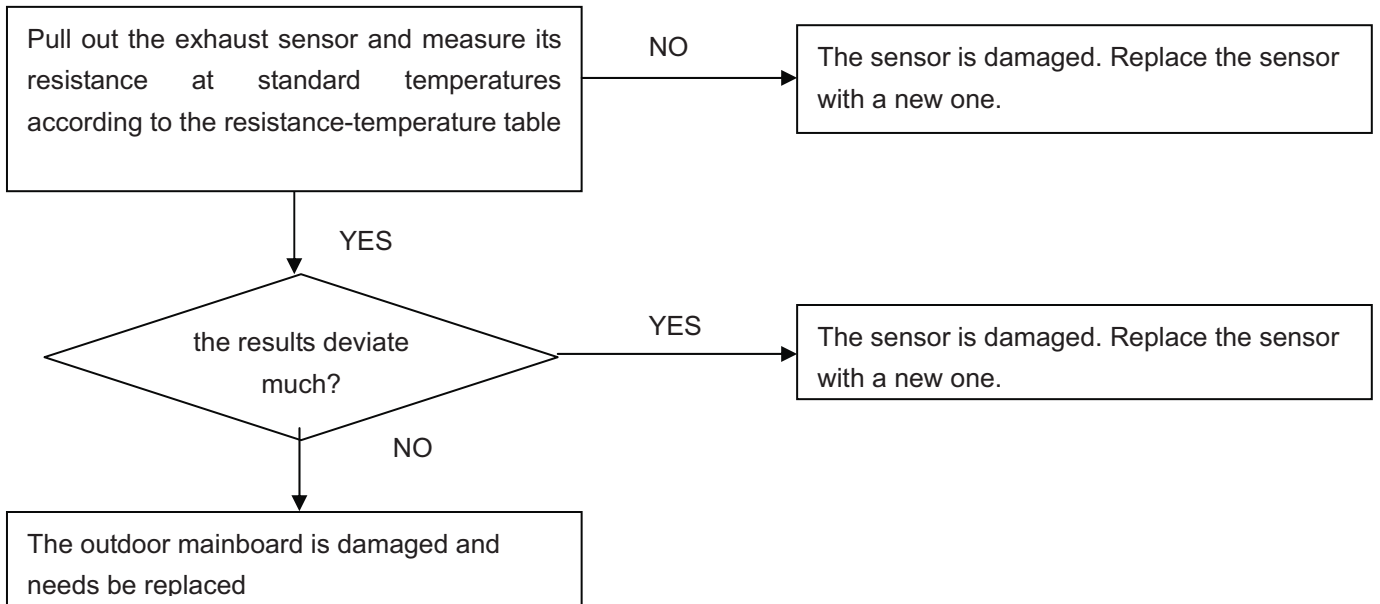 Pull out the exhaust sensor and measure its
resistance at standard temperatures
according to the resistance-temperature table
NO
The sensor is damaged. Replace the sensor
with a new one.
YES
the results deviate
much?
YES
The sensor is damaged. Replace the sensor
with a new one.
NO
The outdoor mainboard is damaged and
needs be replaced